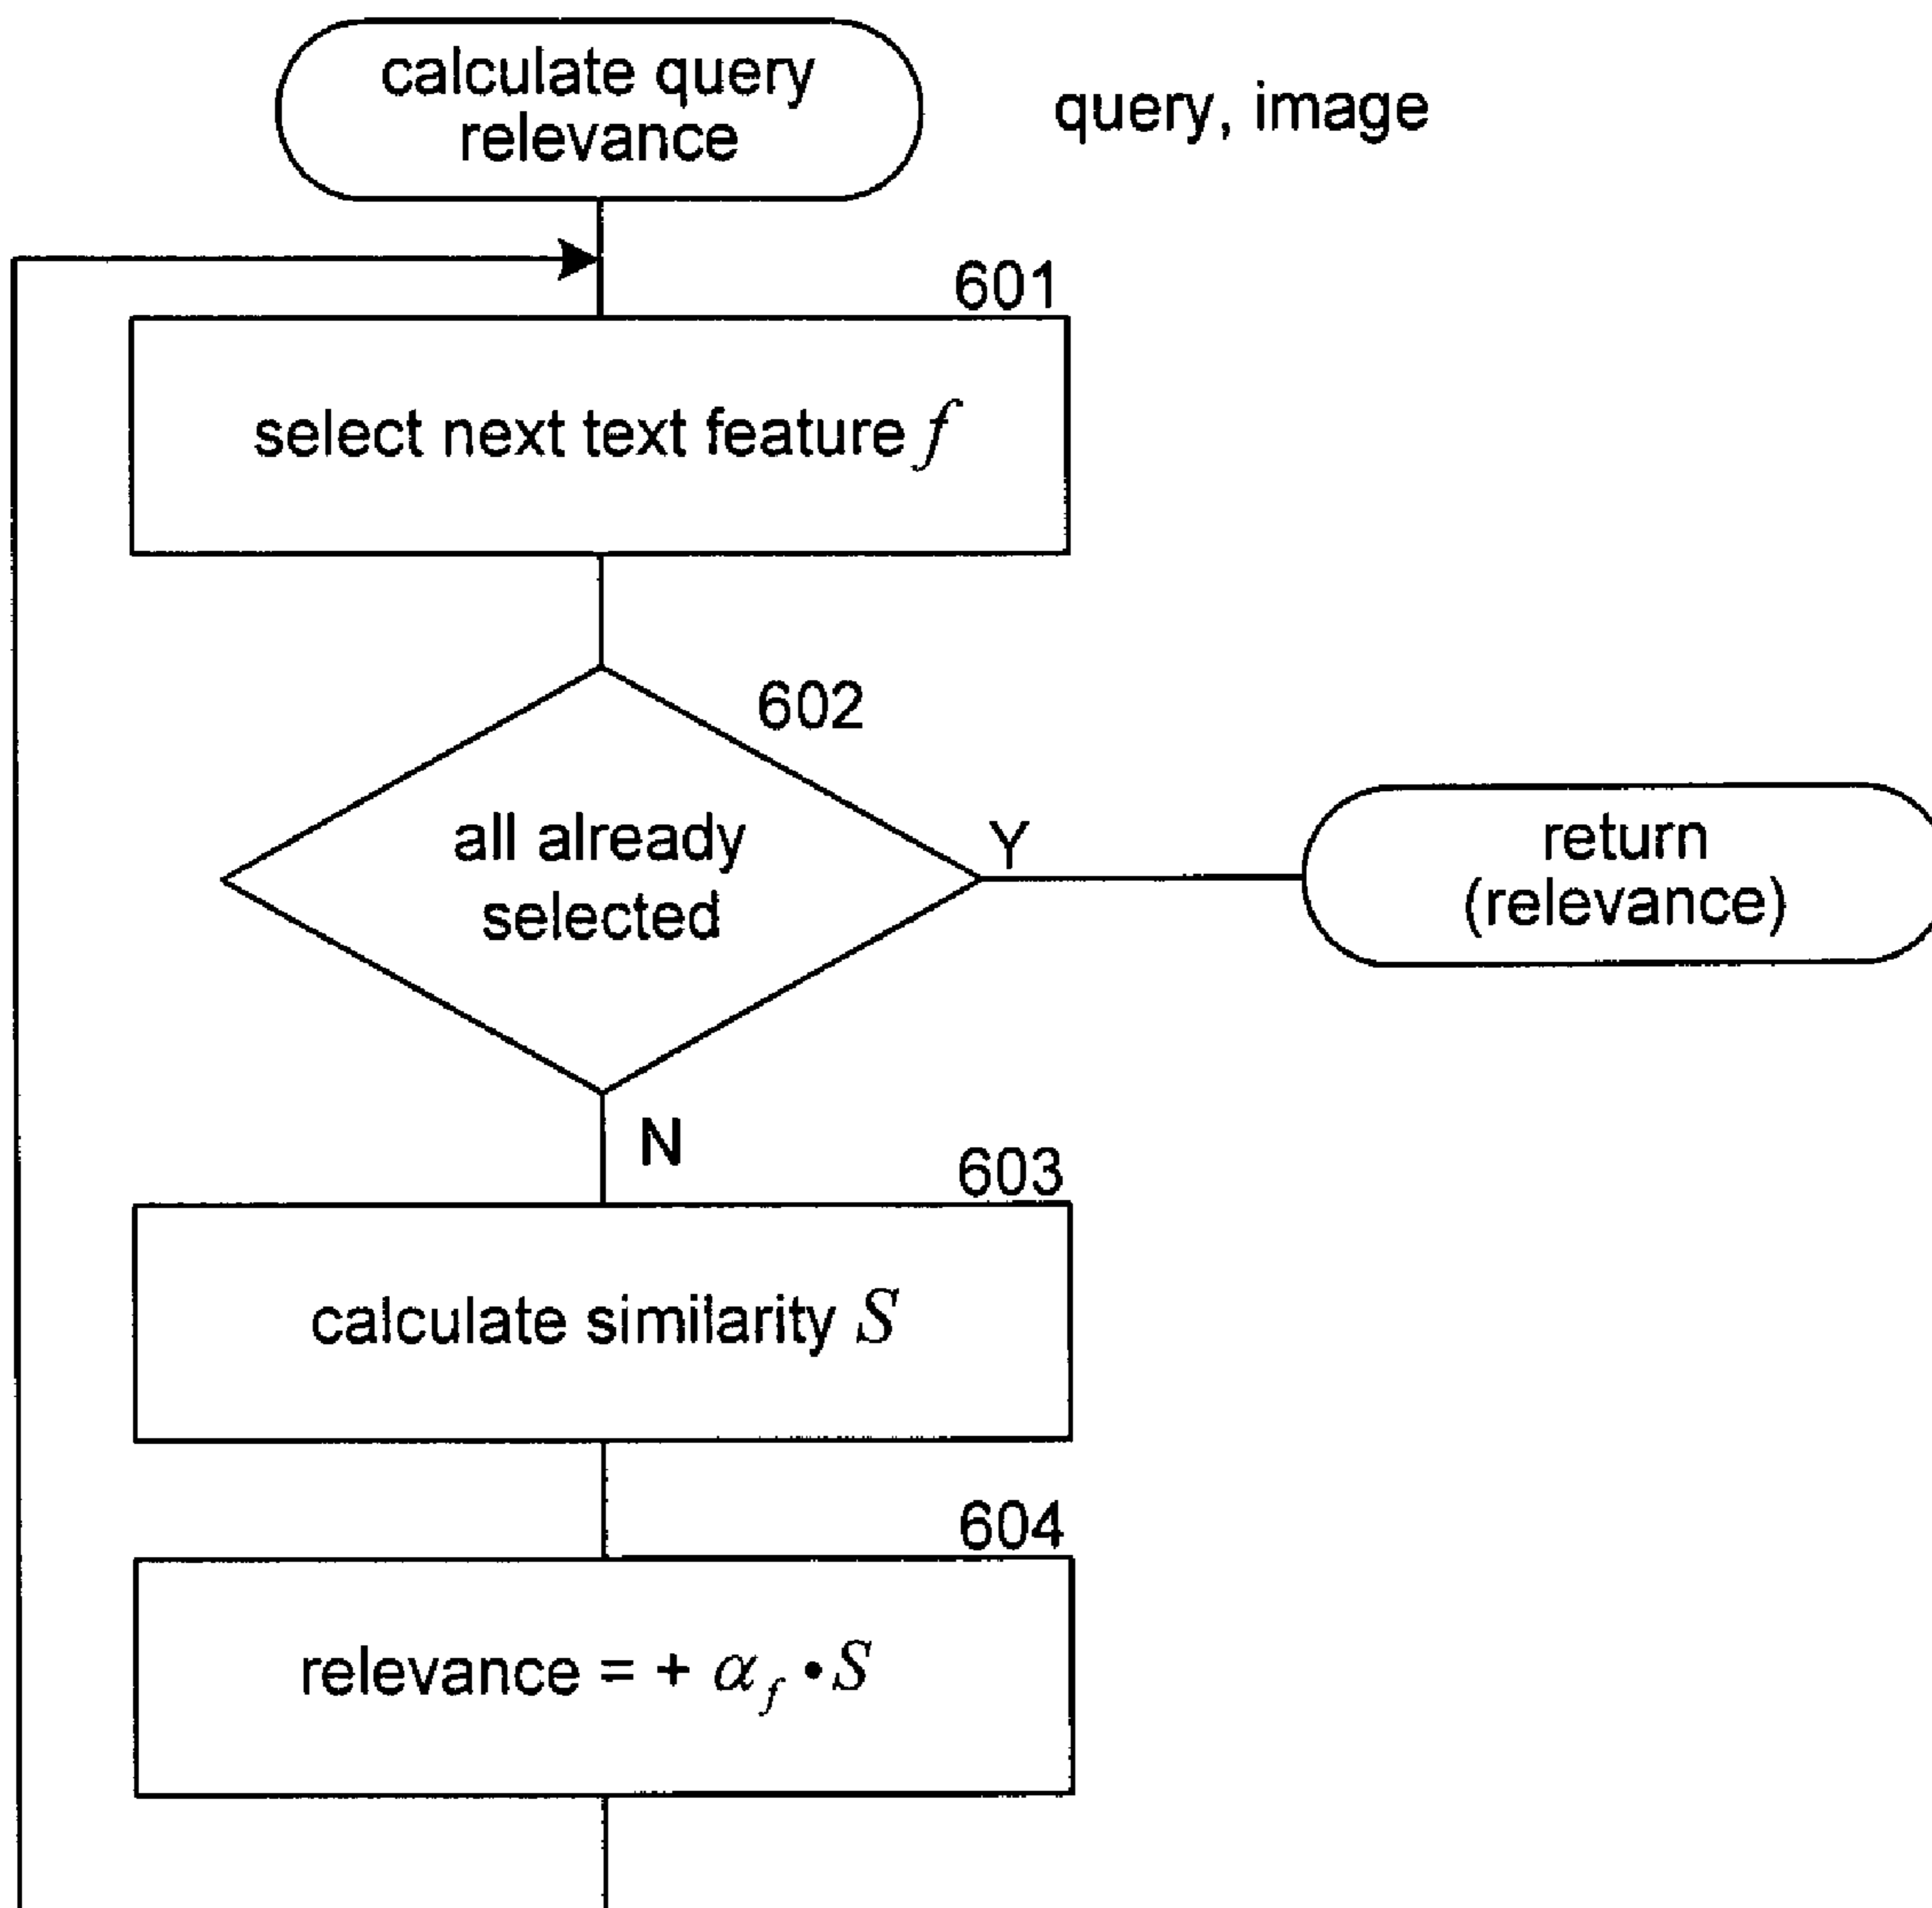 calculate query
relevance
query, image
601
select next text feature f
602
all already
selected
Y
return
(relevance)
N
603
calculate similarity S
604
relevance = + α_f • S